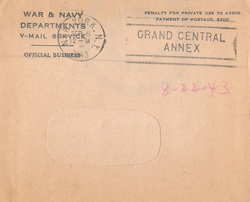 WAR & NAVY
DEPARTMENTS
V-MAIL SERVICE
OFFICIAL BUSINESS
PENALTY FOR PRIVATE USE TO AVOID
PAYMENT OF POSTAGE, $300
GRAND CENTRAL
ANNEX
8-22-43